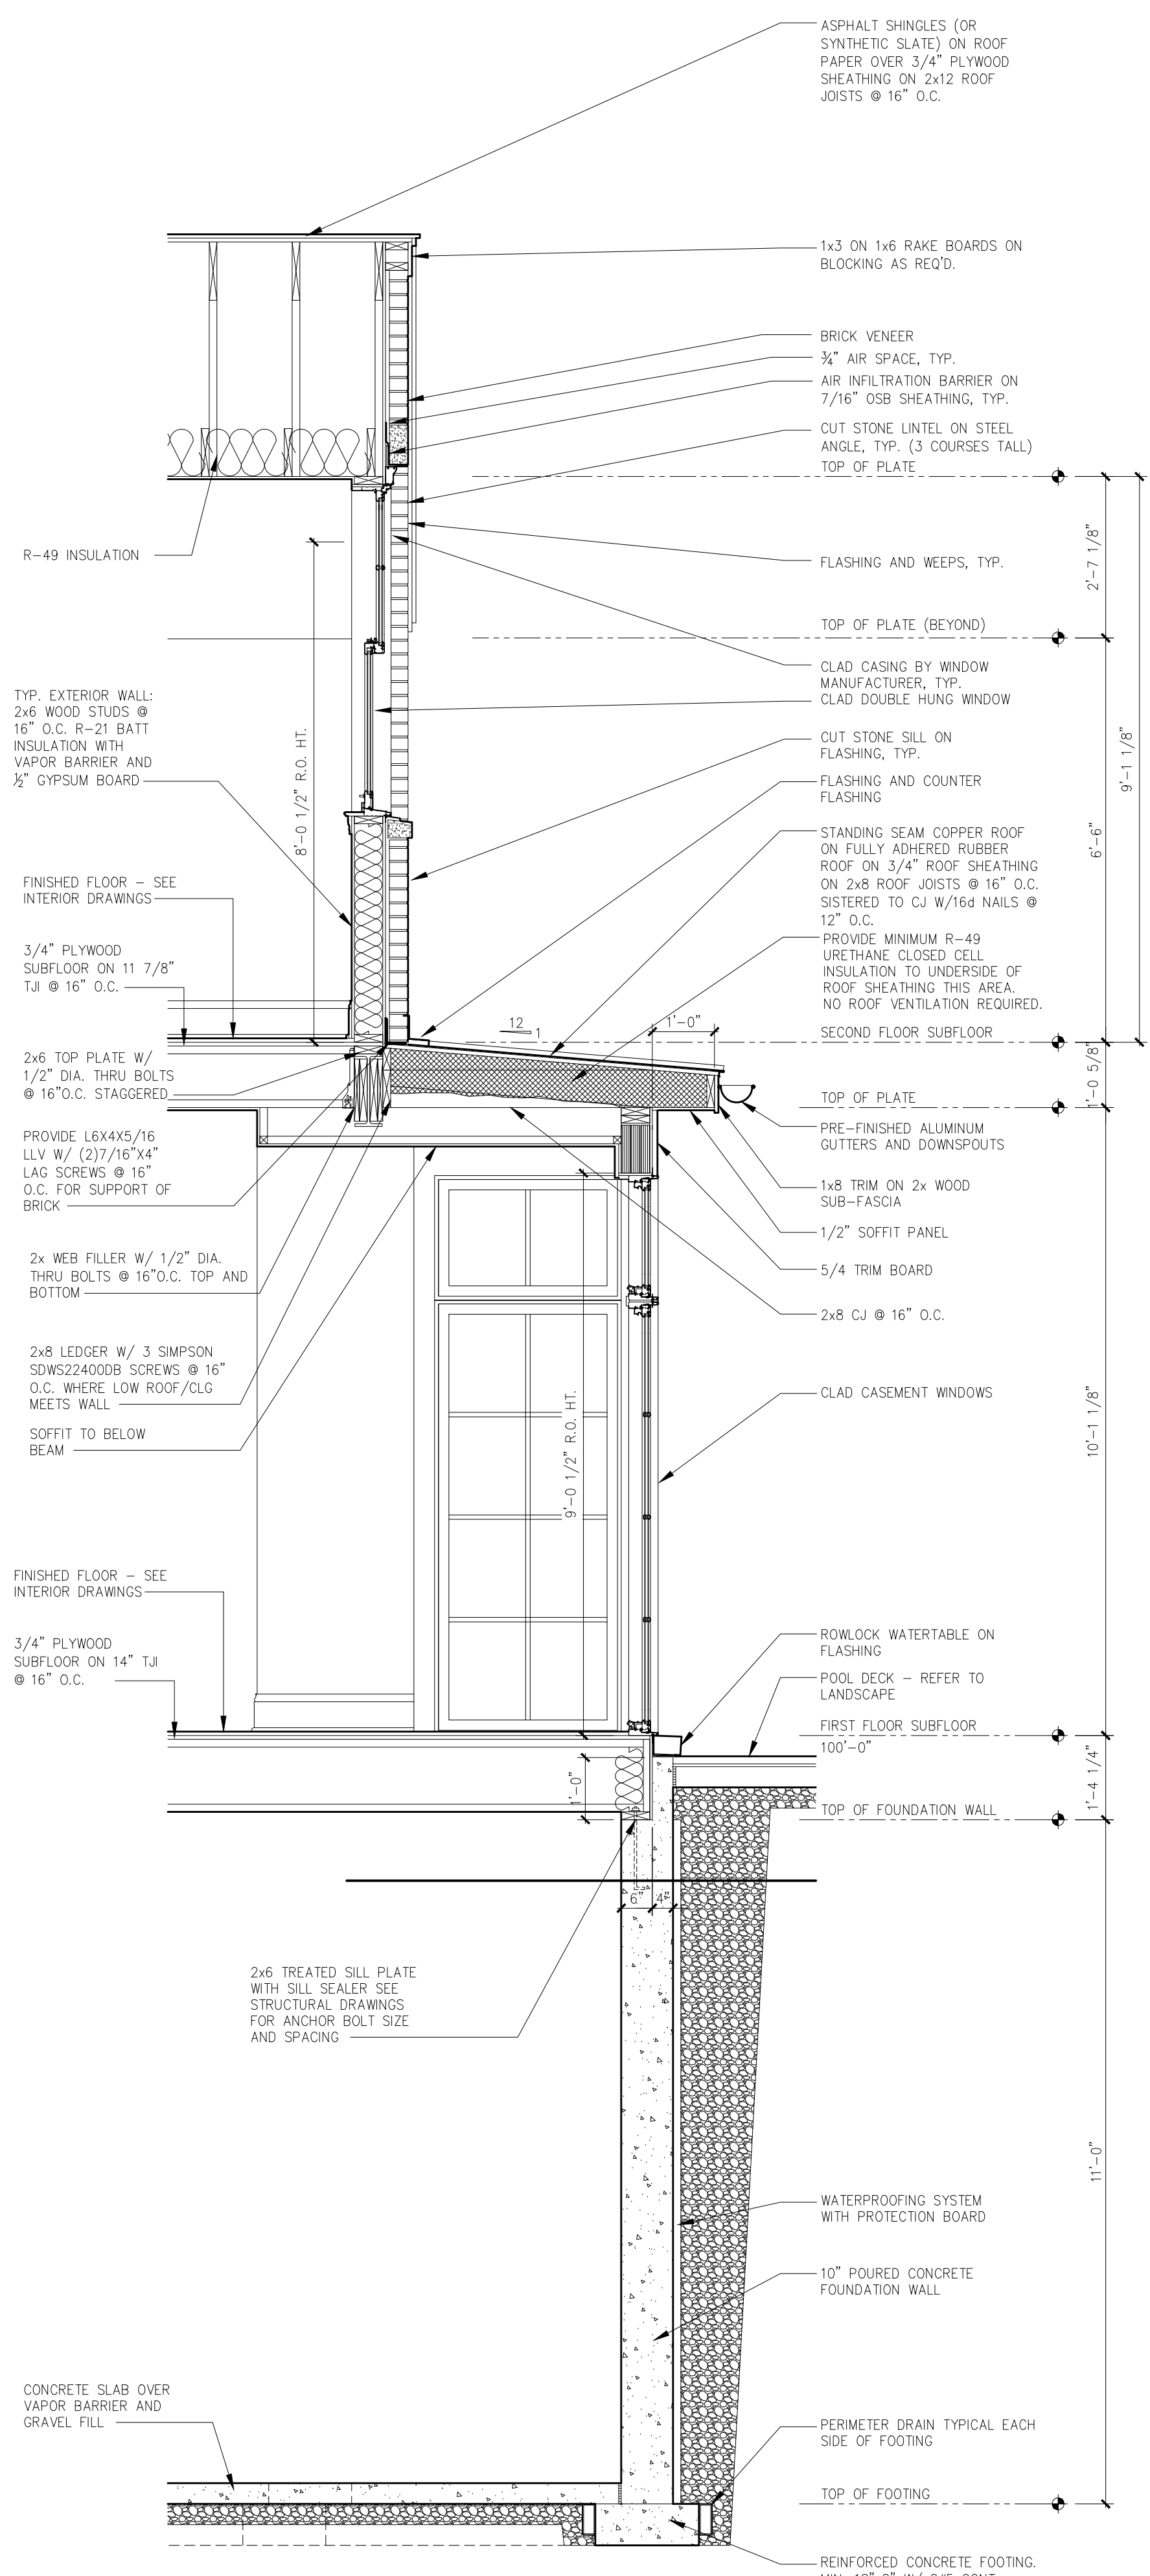 ASPHALT SHINGLES (OR
SYNTHETIC SLATE) ON ROOF
PAPER OVER 3/4" PLYWOOD
SHEATHING ON 2x12 ROOF
JOISTS @ 16" O.C.
1x3 ON 1x6 RAKE BOARDS ON
BLOCKING AS REQ'D.
BRICK VENEER
¾" AIR SPACE, TYP.
AIR INFILTRATION BARRIER ON
7/16" OSB SHEATHING, TYP.
CUT STONE LINTEL ON STEEL
ANGLE, TYP. (3 COURSES TALL)
TOP OF PLATE
R-49 INSULATION
FLASHING AND WEEPS, TYP.
2'-7 1/8"
TOP OF PLATE (BEYOND)
CLAD CASING BY WINDOW
MANUFACTURER, TYP.
CLAD DOUBLE HUNG WINDOW
TYP. EXTERIOR WALL:
2x6 WOOD STUDS @
16" O.C. R-21 BATT
INSULATION WITH
VAPOR BARRIER AND
½" GYPSUM BOARD
8'-0 1/2" R.O. HT.
CUT STONE SILL ON
FLASHING, TYP.
9'-1 1/8"
FLASHING AND COUNTER
FLASHING
6'-6"
STANDING SEAM COPPER ROOF
ON FULLY ADHERED RUBBER
ROOF ON 3/4" ROOF SHEATHING
ON 2x8 ROOF JOISTS @ 16" O.C.
SISTERED TO CJ W/16d NAILS @
12" O.C.
FINISHED FLOOR - SEE
INTERIOR DRAWINGS
3/4" PLYWOOD
SUBFLOOR ON 11 7/8"
TJI @ 16" O.C.
PROVIDE MINIMUM R-49
URETHANE CLOSED CELL
INSULATION TO UNDERSIDE OF
ROOF SHEATHING THIS AREA.
NO ROOF VENTILATION REQUIRED.
12
1
1'-0"
SECOND FLOOR SUBFLOOR
2x6 TOP PLATE W/
1/2" DIA. THRU BOLTS
@ 16"O.C. STAGGERED
1'-0 5/8"
TOP OF PLATE
PRE-FINISHED ALUMINUM
GUTTERS AND DOWNSPOUTS
PROVIDE L6X4X5/16
LLV W/ (2)7/16"X4"
LAG SCREWS @ 16"
O.C. FOR SUPPORT OF
BRICK
1x8 TRIM ON 2x WOOD
SUB-FASCIA
1/2" SOFFIT PANEL
2x WEB FILLER W/ 1/2" DIA.
THRU BOLTS @ 16"O.C. TOP AND
BOTTOM
5/4 TRIM BOARD
2x8 CJ @ 16" O.C.
2x8 LEDGER W/ 3 SIMPSON
SDWS22400DB SCREWS @ 16"
O.C. WHERE LOW ROOF/CLG
MEETS WALL
CLAD CASEMENT WINDOWS
SOFFIT TO BELOW
BEAM
9'-0 1/2" R.O. HT.
10'-1 1/8"
FINISHED FLOOR - SEE
INTERIOR DRAWINGS
3/4" PLYWOOD
SUBFLOOR ON 14" TJI
@ 16" O.C.
ROWLOCK WATERTABLE ON
FLASHING
POOL DECK - REFER TO
LANDSCAPE
FIRST FLOOR SUBFLOOR
100'-0"
1'-0"
1'-4 1/4"
TOP OF FOUNDATION WALL
6"
4"
2x6 TREATED SILL PLATE
WITH SILL SEALER SEE
STRUCTURAL DRAWINGS
FOR ANCHOR BOLT SIZE
AND SPACING
11'-0"
WATERPROOFING SYSTEM
WITH PROTECTION BOARD
10" POURED CONCRETE
FOUNDATION WALL
CONCRETE SLAB OVER
VAPOR BARRIER AND
GRAVEL FILL
PERIMETER DRAIN TYPICAL EACH
SIDE OF FOOTING
TOP OF FOOTING
REINFORCED CONCRETE FOOTING.